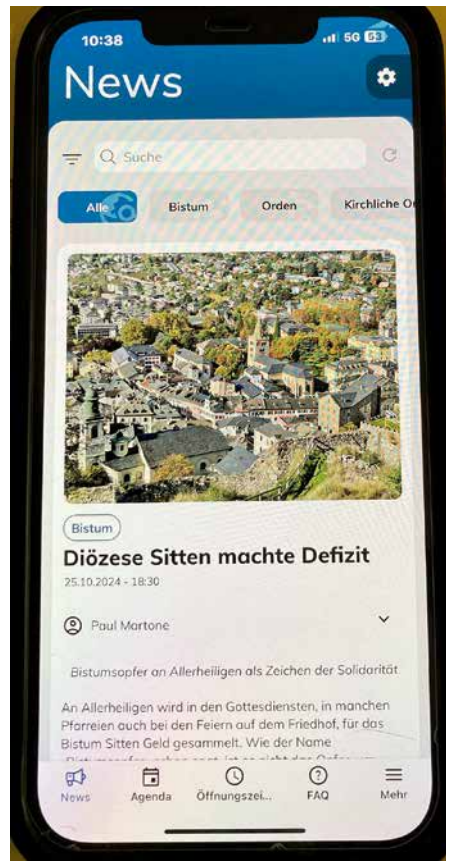 10:38 5G 53
News
Suche
Alle Bistum Orden Kirchliche O
Bistum
Diözese Sitten machte Defizit
25.10.2024 - 18:30
Paul Martone
Bistumsopfer an Allerheiligen als Zeichen der Solidarität
An Allerheiligen wird in den Gottesdiensten, in manchen
Pfarreien auch bei den Feiern auf dem Friedhof, für das
Bistum Sitten Geld gesammelt. Wie der Name
News Agenda Öffnungszei... FAQ Mehr